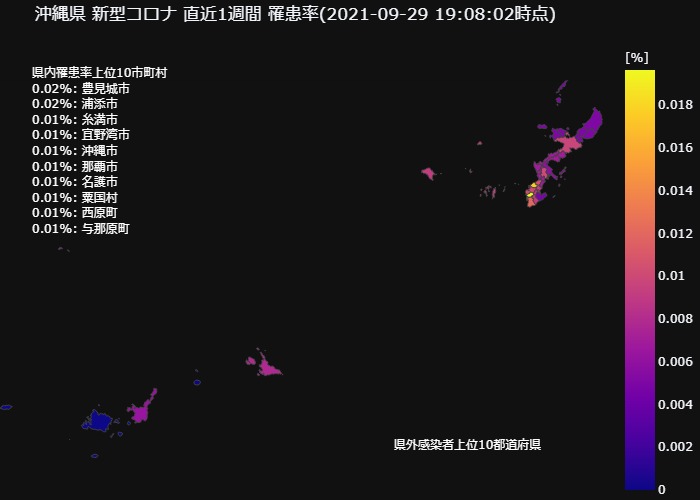 沖縄県 新型コロナ 直近1週間 罹患率(2021-09-29 19:08:02時点)
[%]
県内罹患率上位10市町村
0.02%: 豊見城市
0.02%: 浦添市
0.01%: 糸満市
0.01%: 宜野湾市
0.01%: 沖縄市
0.01%: 那覇市
0.01%: 名護市
0.01%: 粟国村
0.01%: 西原町
0.01%: 与那原町
0.018
0.016
0.014
0.012
0.01
0.008
0.006
0.004
0.002
0
県外感染者上位10都道府県